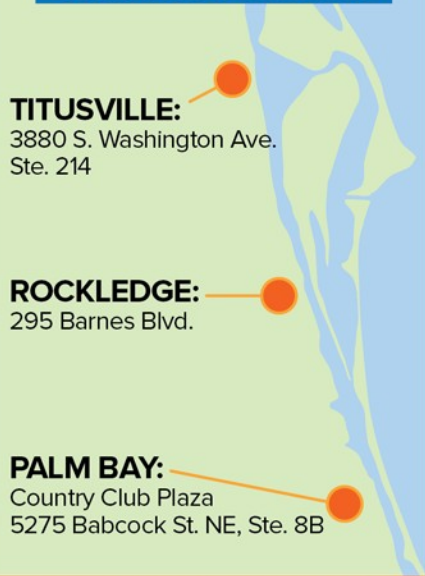 TITUSVILLE:
3880 S. Washington Ave.
Ste. 214
ROCKLEDGE:
295 Barnes Blvd.
PALM BAY:
Country Club Plaza
5275 Babcock St. NE, Ste. 8B